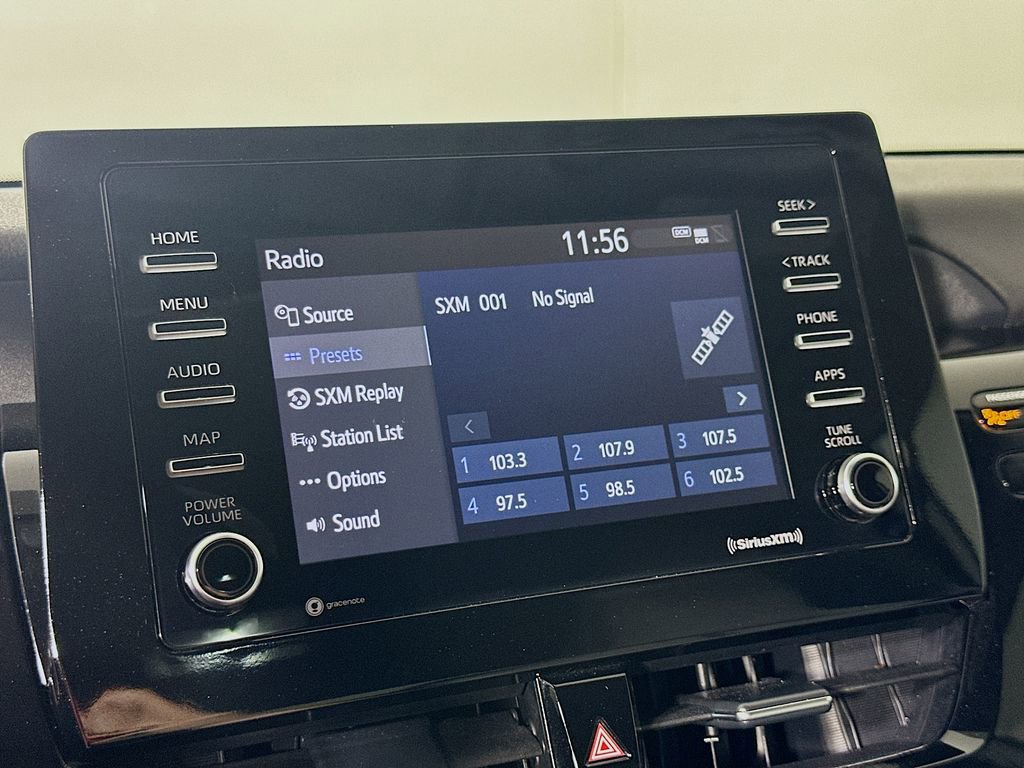 HOME
MENU
AUDIO
MAP
POWER
VOLUME
Radio
11:56
DCM
DCM
Source
Presets
SXM Replay
Station List
Options
Sound
SXM 001 No Signal
<
>
1 103.3
2 107.9
3 107.5
4 97.5
5 98.5
6 102.5
SEEK>
<TRACK
PHONE
APPS
TUNE
SCROLL
gracenote
((SiriusXM))